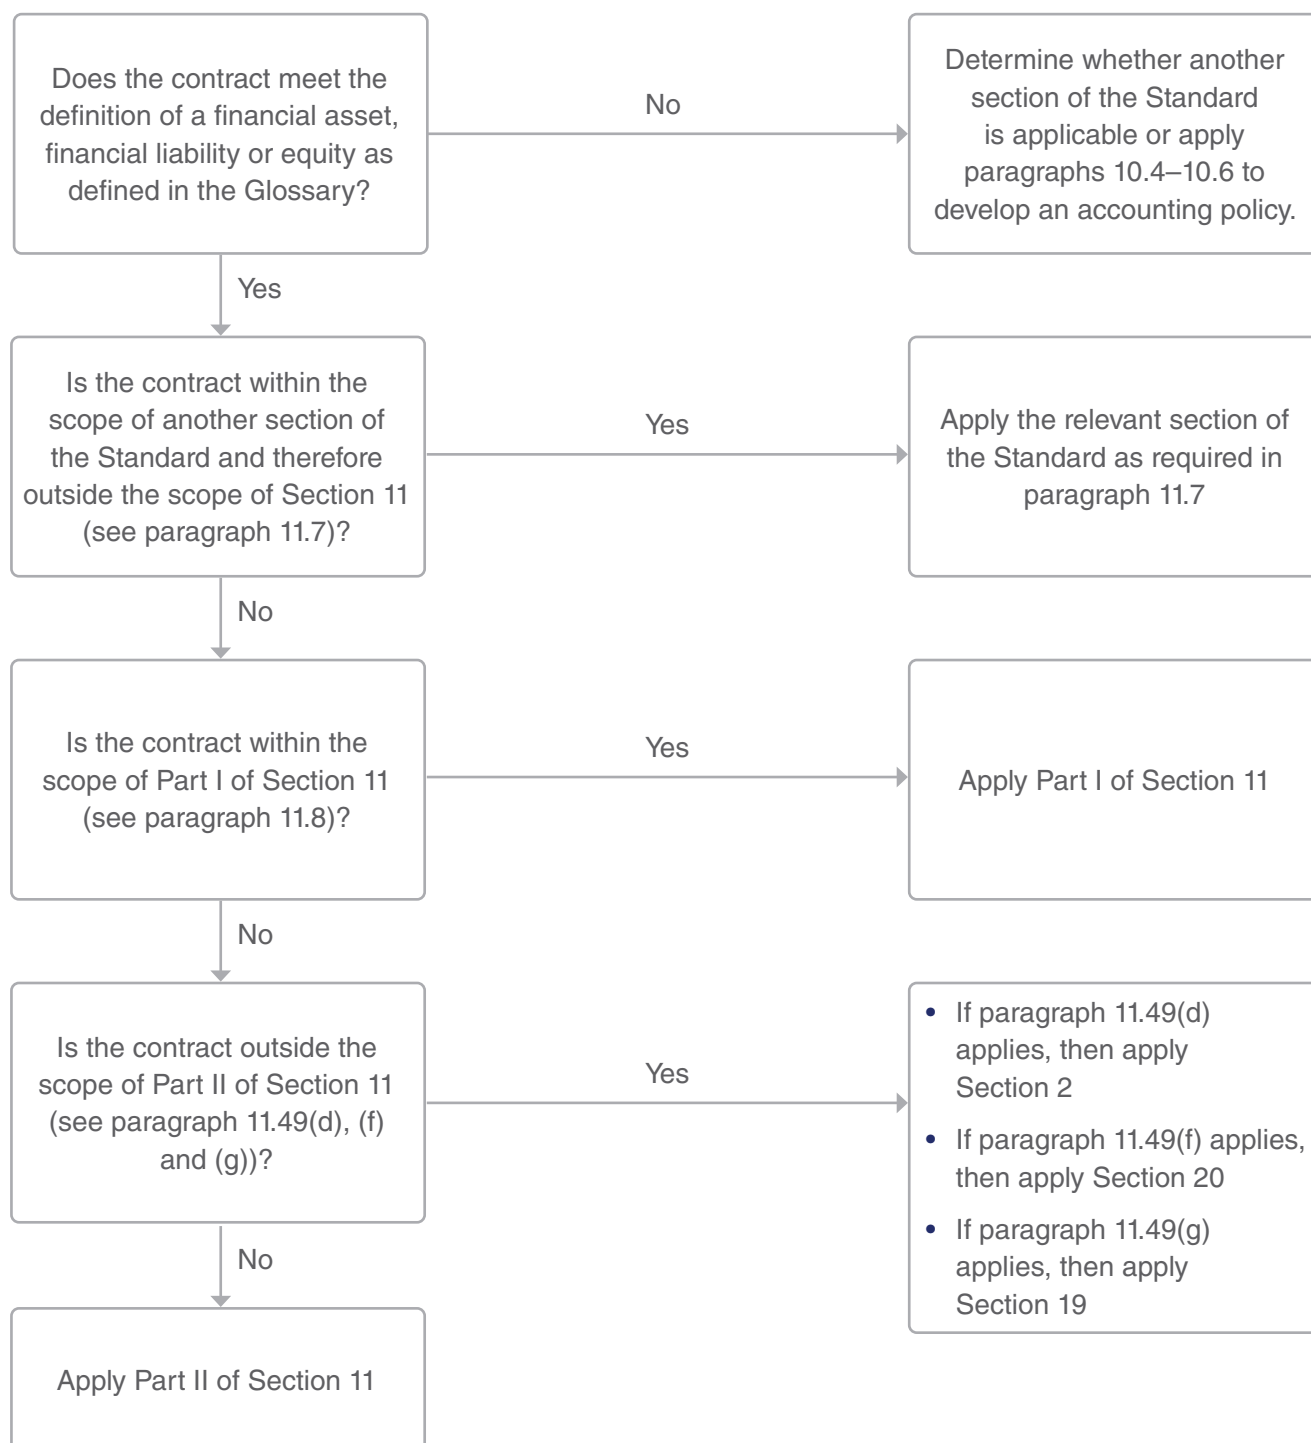 Does the contract meet the
definition of a financial asset,
financial liability or equity as
defined in the Glossary?
No
Determine whether another
section of the Standard
is applicable or apply
paragraphs 10.4–10.6 to
develop an accounting policy.
Yes
Is the contract within the
scope of another section of
the Standard and therefore
outside the scope of Section 11
(see paragraph 11.7)?
Yes
Apply the relevant section of
the Standard as required in
paragraph 11.7
No
Is the contract within the
scope of Part I of Section 11
(see paragraph 11.8)?
Yes
Apply Part I of Section 11
No
Is the contract outside the
scope of Part II of Section 11
(see paragraph 11.49(d), (f)
and (g))?
Yes
• If paragraph 11.49(d)
applies, then apply
Section 2
• If paragraph 11.49(f) applies,
then apply Section 20
• If paragraph 11.49(g)
applies, then apply
Section 19
No
Apply Part II of Section 11